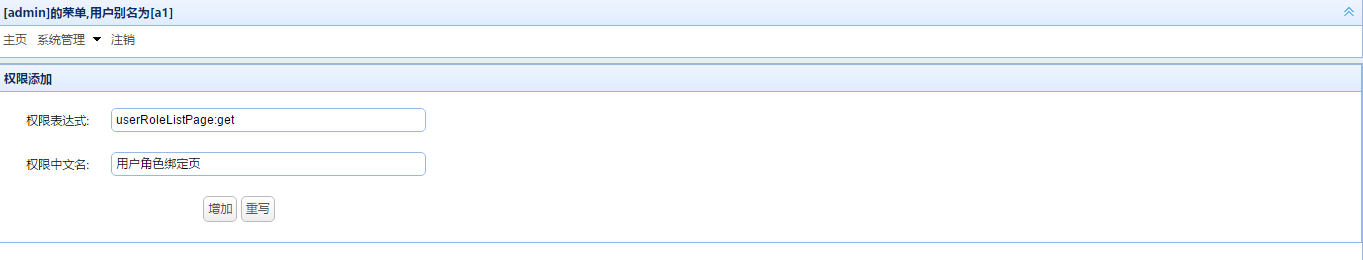 [admin]的荣单,用户别名为[a1]
主页 系统管理 注销
权限添加
权限表达式: userRoleListPage:get
权限中文名: 用户角色绑定页
增加 重写